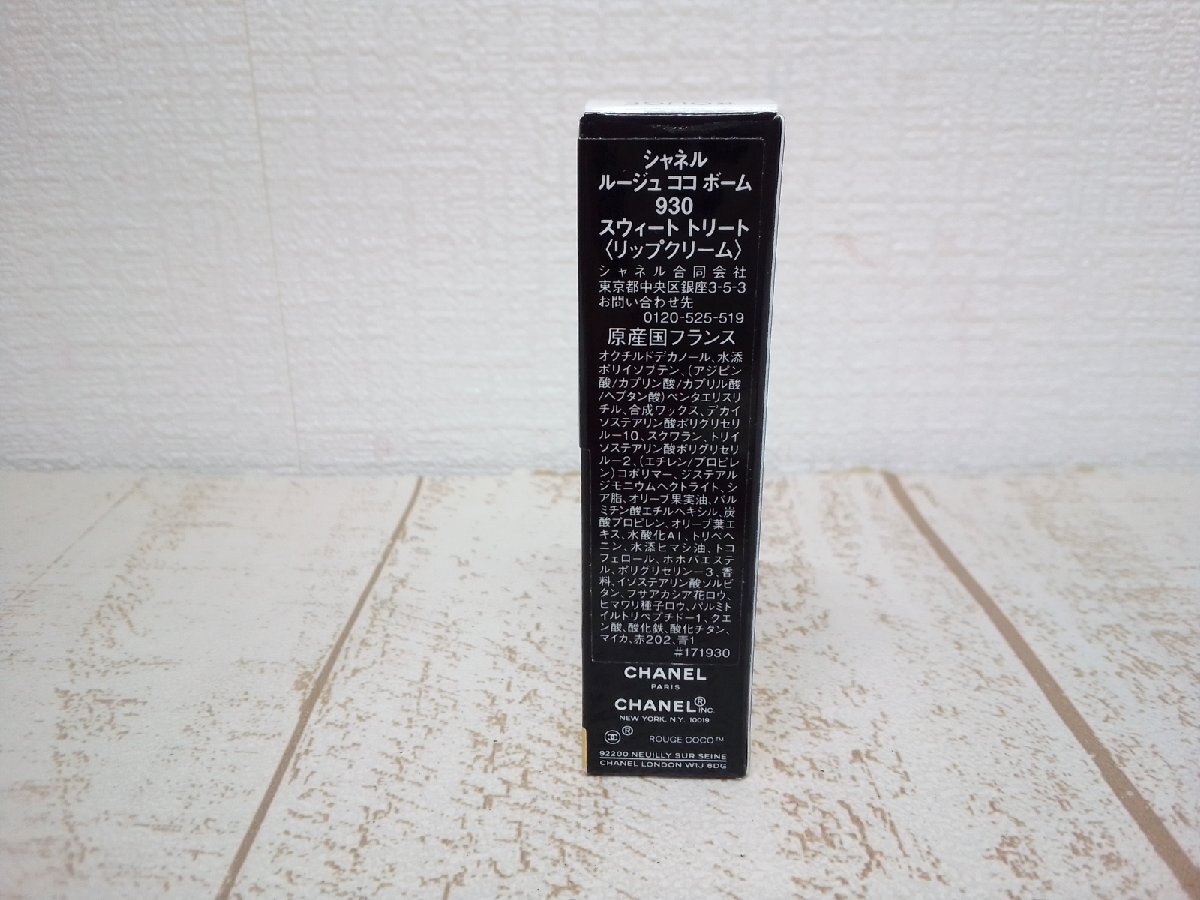 シャネル
ルージュ ココ ボーム
930
スウィート トリート
〈リップクリーム〉
シャネル合同会社
東京都中央区銀座3-5-3
お問い合わせ先
0120-525-519
原産国フランス
オクチルドデカノール、水添
ポリイソブテン、(アジピン
酸/カプリン酸/カプリル酸
/ヘプタン酸)ペンタエリスリ
チル、合成ワックス、デカイ
ソステアリン酸ポリグリセリ
ルー10、スクワラン、トリイ
ソステアリン酸ポリグリセリ
ルー2、(エチレン/プロピレ
ン)コポリマー、ジステアルジ
モニウムヘクトライト、シ
ア脂、オリーブ果実油、パル
ミチン酸エチルヘキシル、炭
酸プロピレン、オリーブ葉エ
キス、水酸化Al、トリベヘ
ニン、水添ヒマシ油、トコ
フェロール、ホホバエステ
ル、ポリグリセリンー3、香
料、イソステアリン酸ソルビ
タン、フサアカシア花ロウ、
ヒマワリ種子ロウ、パルミト
イルトリペプチドー1、クエ
ン酸、酸化鉄、酸化チタン、
マイカ、赤202、青1
#171930
CHANEL
PARIS
CHANEL® INC.
NEW YORK, N.Y. 10019
® ROUGE COCO™
92200 NEUILLY SUR SEINE
CHANEL LONDON W1J 6DG